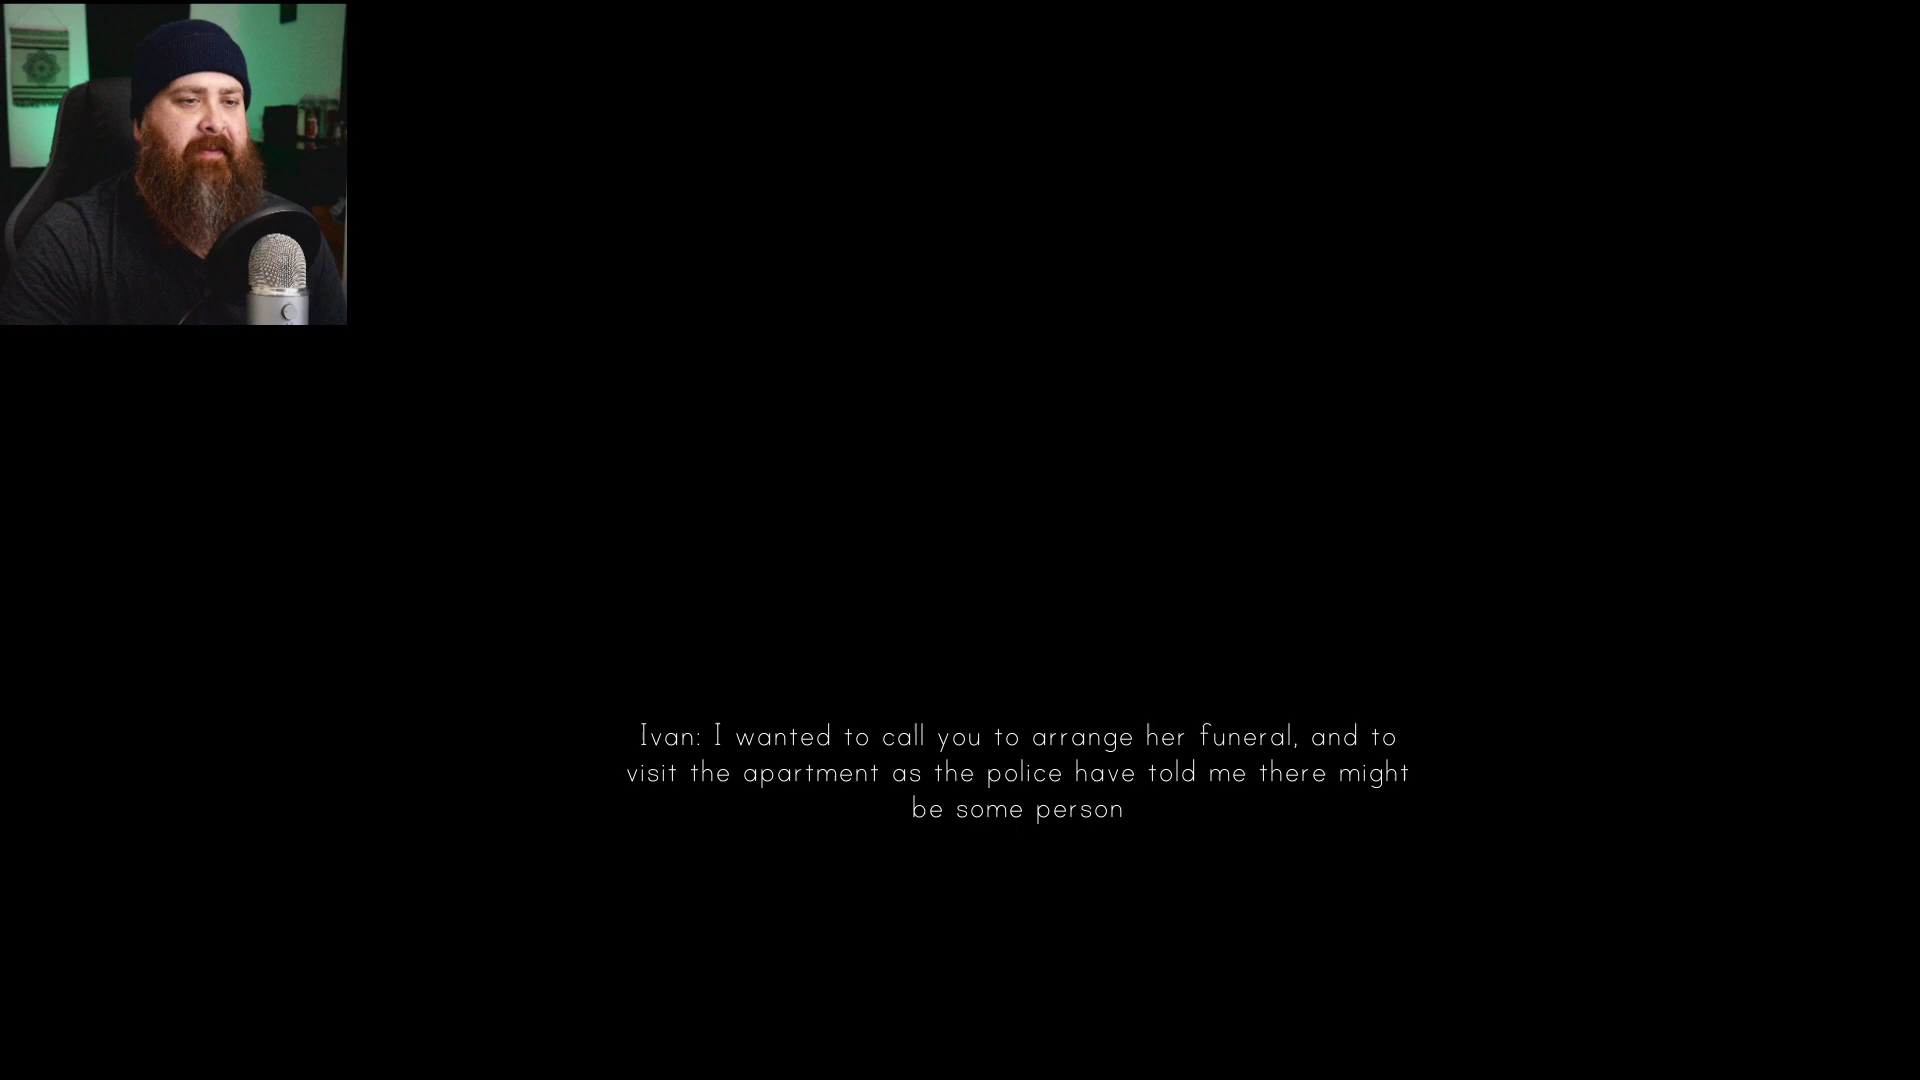 Ivan: I wanted to call you to arrange her funeral, and to
visit the apartment as the police have told me there might
be some person